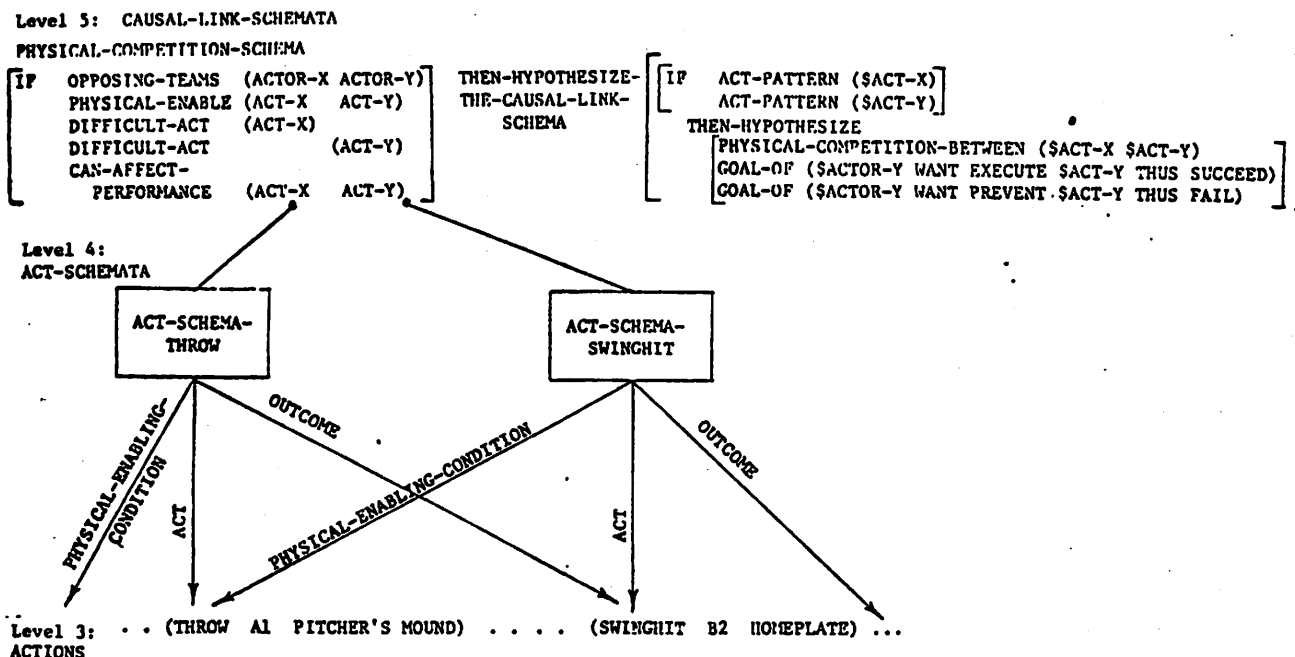 Level 5: CAUSAL-LINK-SCHEMATA
PHYSICAL-COMPETITION-SCHEMA
IF OPPOSING-TEAMS (ACTOR-X ACTOR-Y)
PHYSICAL-ENABLE (ACT-X ACT-Y)
DIFFICULT-ACT (ACT-X)
DIFFICULT-ACT (ACT-Y)
CAN-AFFECT-
PERFORMANCE (ACT-X ACT-Y)
THEN-HYPOTHESIZE-
THE-CAUSAL-LINK-
SCHEMA
IF ACT-PATTERN ($ACT-X)
ACT-PATTERN ($ACT-Y)
THEN-HYPOTHESIZE
PHYSICAL-COMPETITION-BETWEEN ($ACT-X $ACT-Y)
GOAL-OF ($ACTOR-Y WANT EXECUTE $ACT-Y THUS SUCCEED)
GOAL-OF ($ACTOR-Y WANT PREVENT $ACT-Y THUS FAIL)
Level 4:
ACT-SCHEMATA
ACT-SCHEMA-
THROW
ACT-SCHEMA-
SWINGHIT
PHYSICAL-ENABLING-
CONDITION
ACT
OUTCOME
PHYSICAL-ENABLING-CONDITION
ACT
OUTCOME
Level 3: . . (THROW A1 PITCHER'S MOUND) . . . . . (SWINGHIT B2 HOMEPLATE) ...
ACTIONS